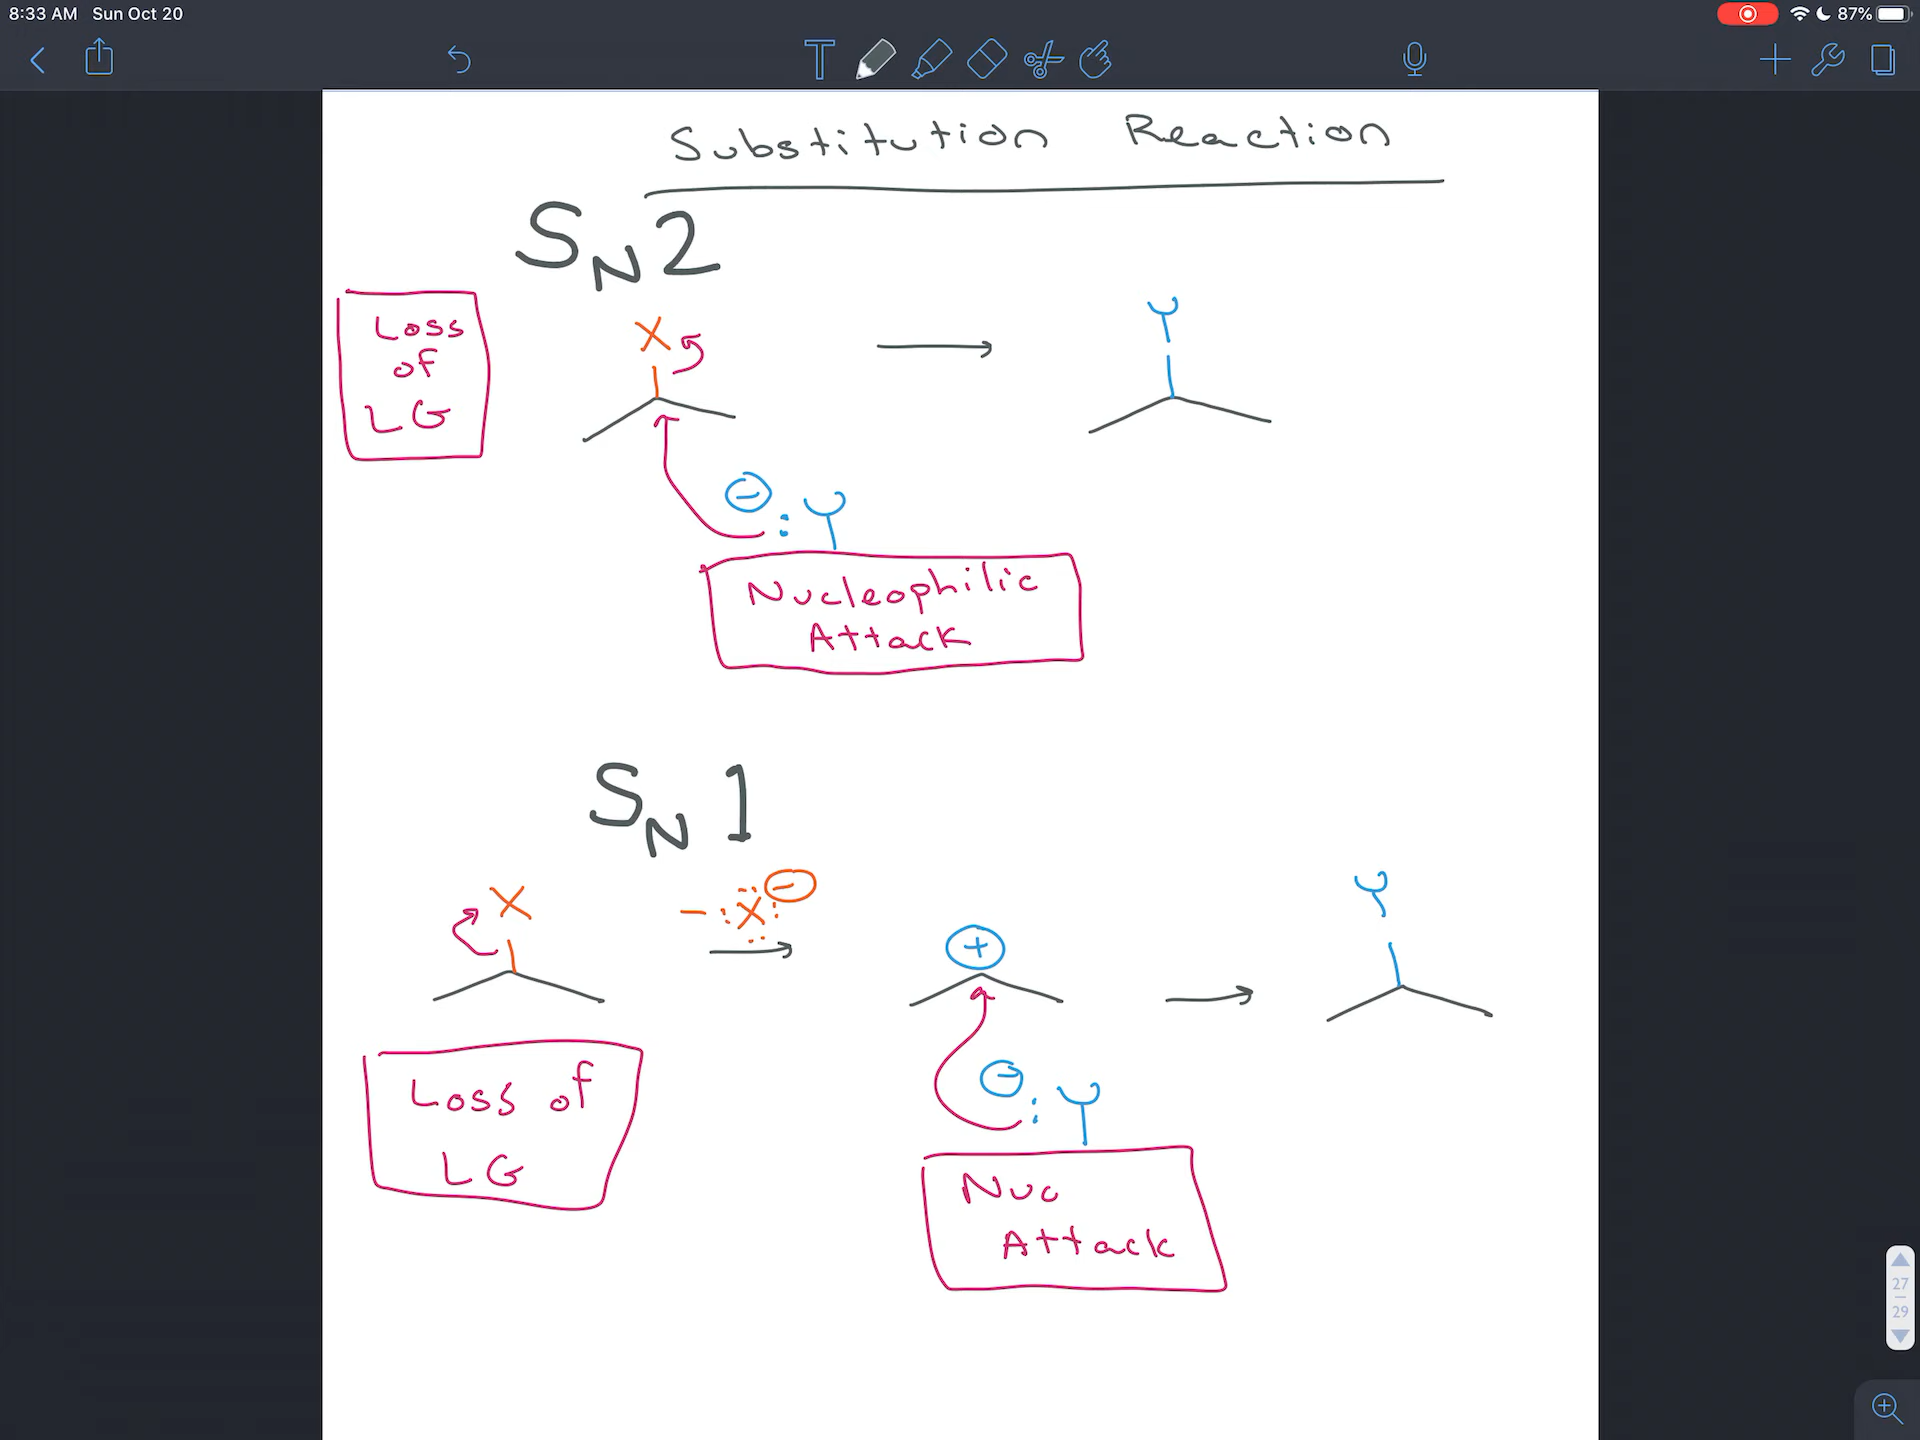 8:33 AM Sun Oct 20
87%
T
Substitution Reaction
SN2
Loss
of
LG
X
Y
⊖ : Y
Nucleophilic
Attack
SN1
X
- :X: ⊖
⊕
Y
⊖ : Y
Loss of
LG
Nuc
Attack
27
29